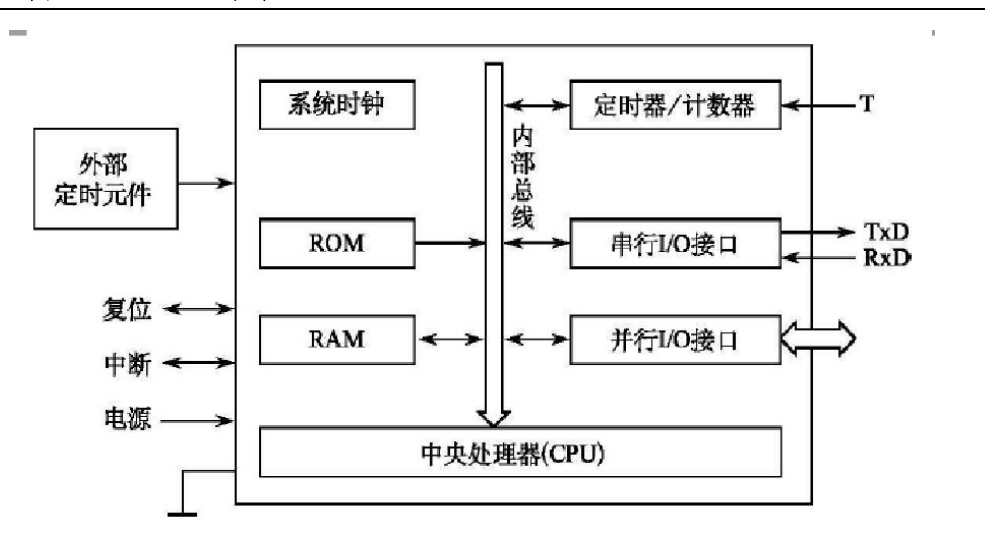 系统时钟
定时器/计数器
T
外部
定时元件
内
部
总
线
ROM
串行I/O接口
TxD
RxD
复位
RAM
并行I/O接口
中断
电源
中央处理器(CPU)